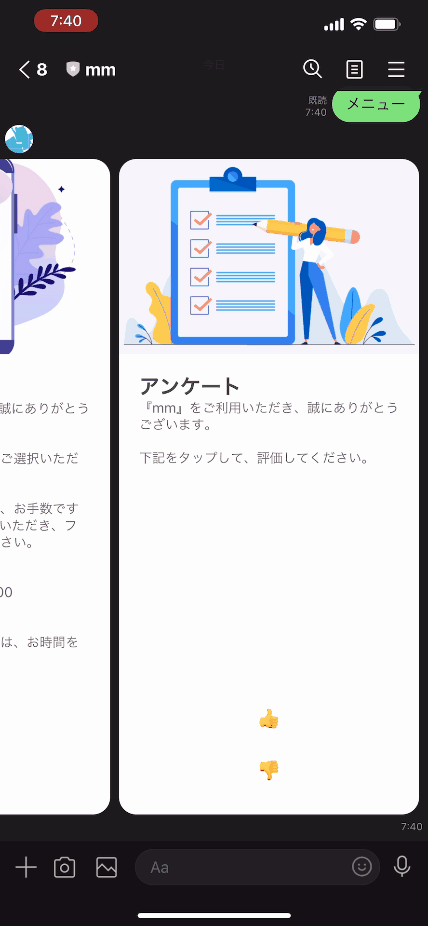 7:40
8 mm
今日
既読
7:40
メニュー
誠にありがとう
ご選択いただ
、お手数です
いただき、フ
さい。
00
は、お時間を
アンケート
『mm』をご利用いただき、誠にありがとう
ございます。
下記をタップして、評価してください。
7:40
Aa